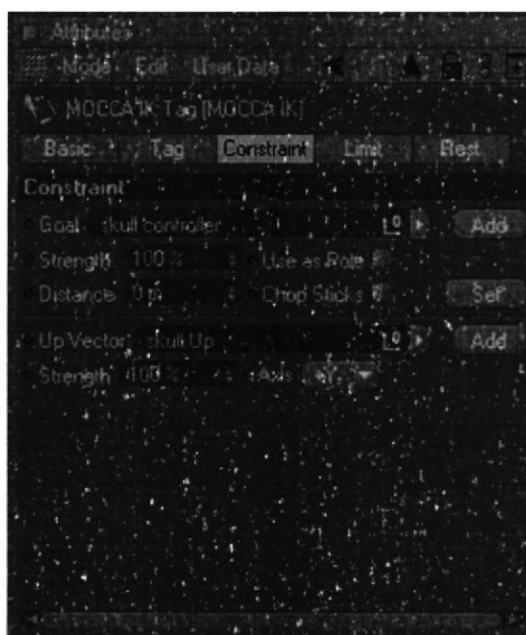 Attributes
Mode Edit User Data
MOCCA IK Tag [MOCCA IK]
Basic Tag Constraint Limit Rest
Constraint
Goal skull controller Add
Strength 100 % Use as Pole
Distance 0 m Chop Sticks Set
Up Vector skull Up Add
Strength 100 % Axis